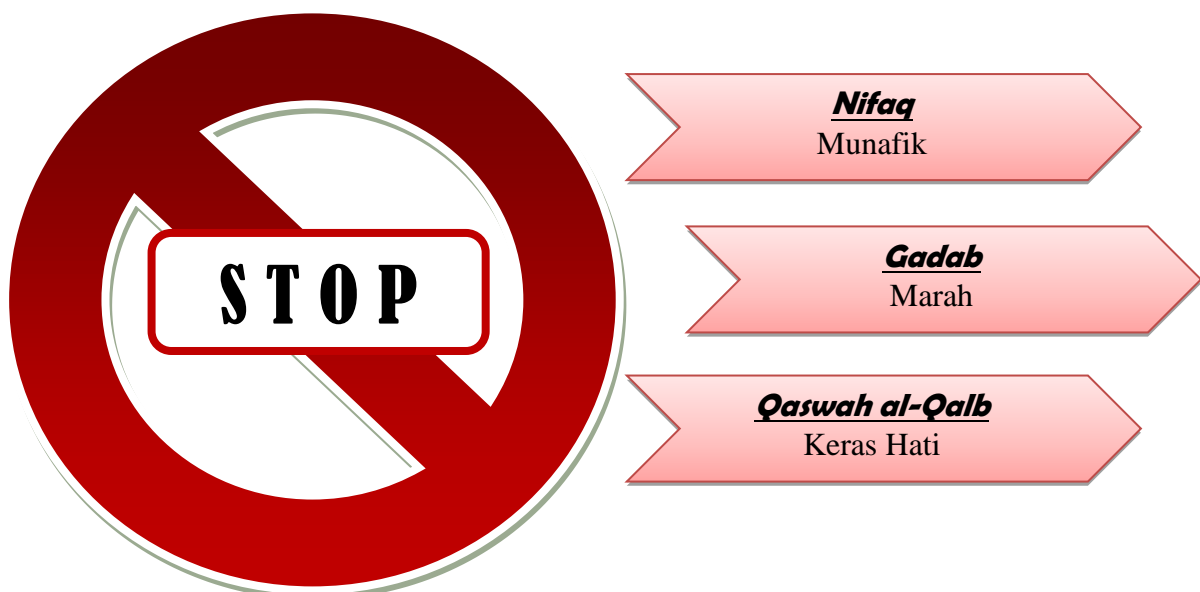 STOP
Nifaq
Munafik
Gadab
Marah
Qaswah al-Qalb
Keras Hati